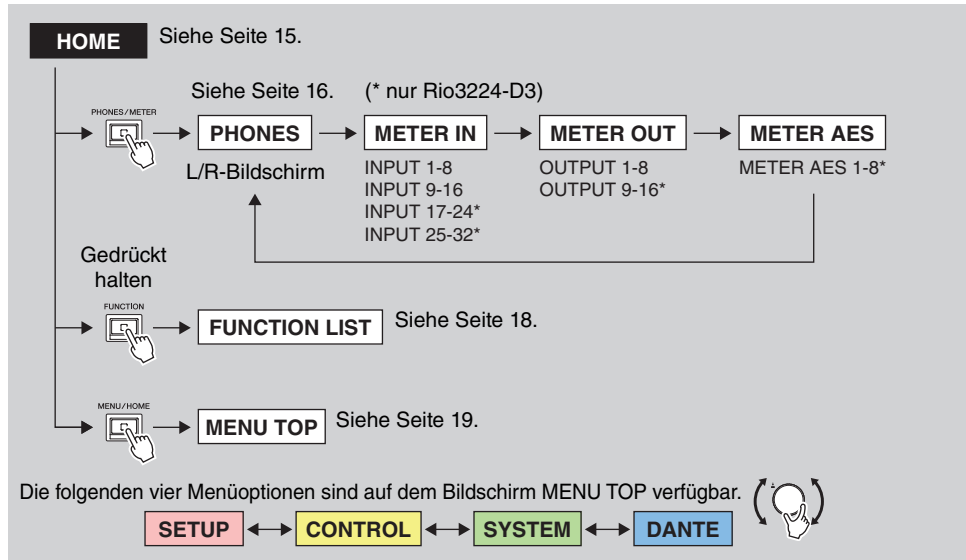 HOME Siehe Seite 15.
Siehe Seite 16. (* nur Rio3224-D3)
PHONES/METER
PHONES METER IN METER OUT METER AES
L/R-Bildschirm
INPUT 1-8
INPUT 9-16
INPUT 17-24*
INPUT 25-32*
OUTPUT 1-8
OUTPUT 9-16*
METER AES 1-8*
Gedrückt
halten
FUNCTION
FUNCTION LIST Siehe Seite 18.
MENU/HOME
MENU TOP Siehe Seite 19.
Die folgenden vier Menüoptionen sind auf dem Bildschirm MENU TOP verfügbar.
SETUP CONTROL SYSTEM DANTE